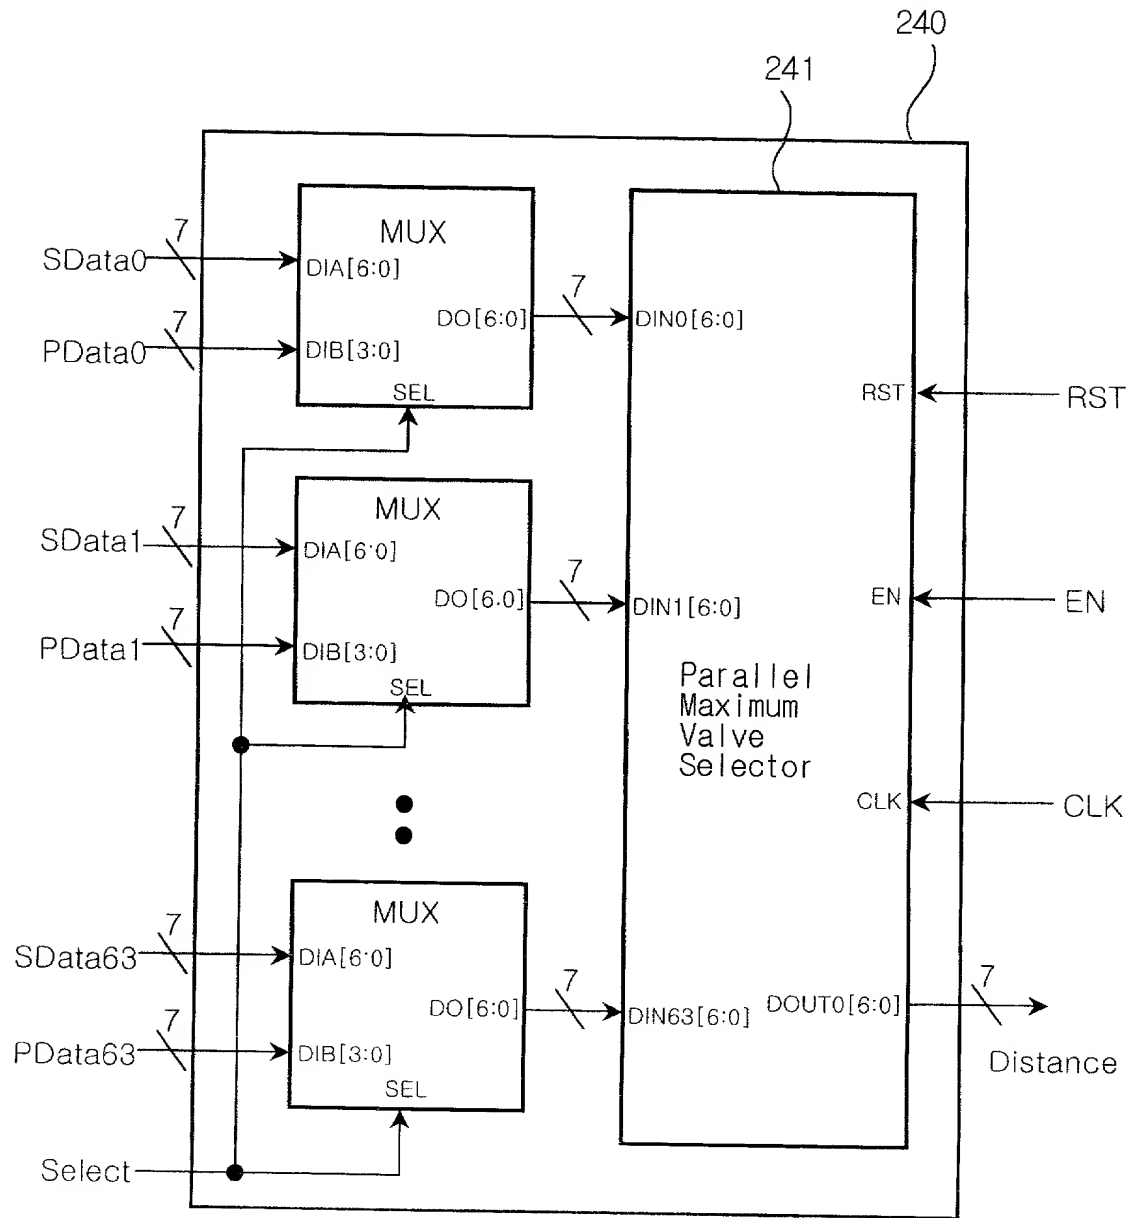 240
241
MUX
7
SData0
DIA[6:0]
7
PData0
DIB[3:0]
DO[6:0]
7
DIN0[6:0]
SEL
RST
RST
MUX
7
SData1
DIA[6:0]
7
PData1
DIB[3:0]
DO[6.0]
7
DIN1[6:0]
SEL
EN
EN
Parallel
Maximum
Valve
Selector
CLK
CLK
MUX
7
SData63
DIA[6:0]
7
PData63
DIB[3:0]
DO[6:0]
7
DIN63[6:0]
SEL
DOUT0[6:0]
7
Distance
Select